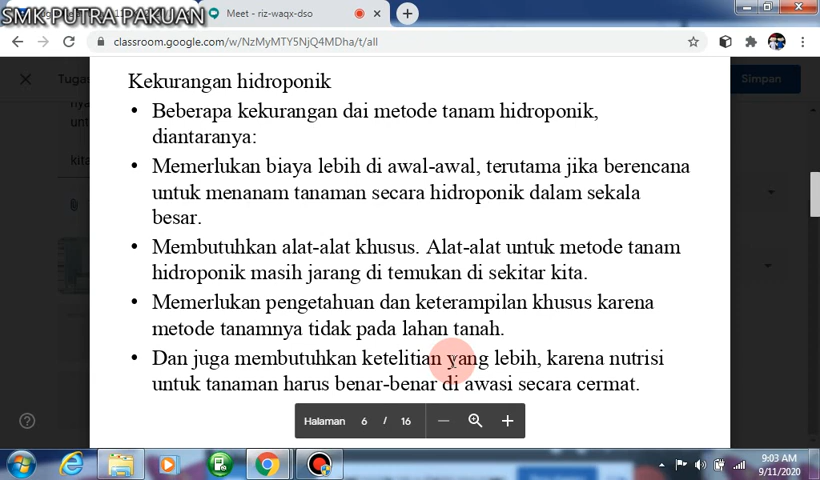 SMK PUTRA PAKUAN
Meet - riz-waqx-dso
classroom.google.com/w/NzMyMTY5NjQ4MDha/t/all
Tugas
Simpan
Kekurangan hidroponik
• Beberapa kekurangan dai metode tanam hidroponik,
diantaranya:
• Memerlukan biaya lebih di awal-awal, terutama jika berencana
untuk menanam tanaman secara hidroponik dalam sekala
besar.
• Membutuhkan alat-alat khusus. Alat-alat untuk metode tanam
hidroponik masih jarang di temukan di sekitar kita.
• Memerlukan pengetahuan dan keterampilan khusus karena
metode tanamnya tidak pada lahan tanah.
• Dan juga membutuhkan ketelitian yang lebih, karena nutrisi
untuk tanaman harus benar-benar di awasi secara cermat.
Halaman 6 / 16
9:03 AM
9/11/2020